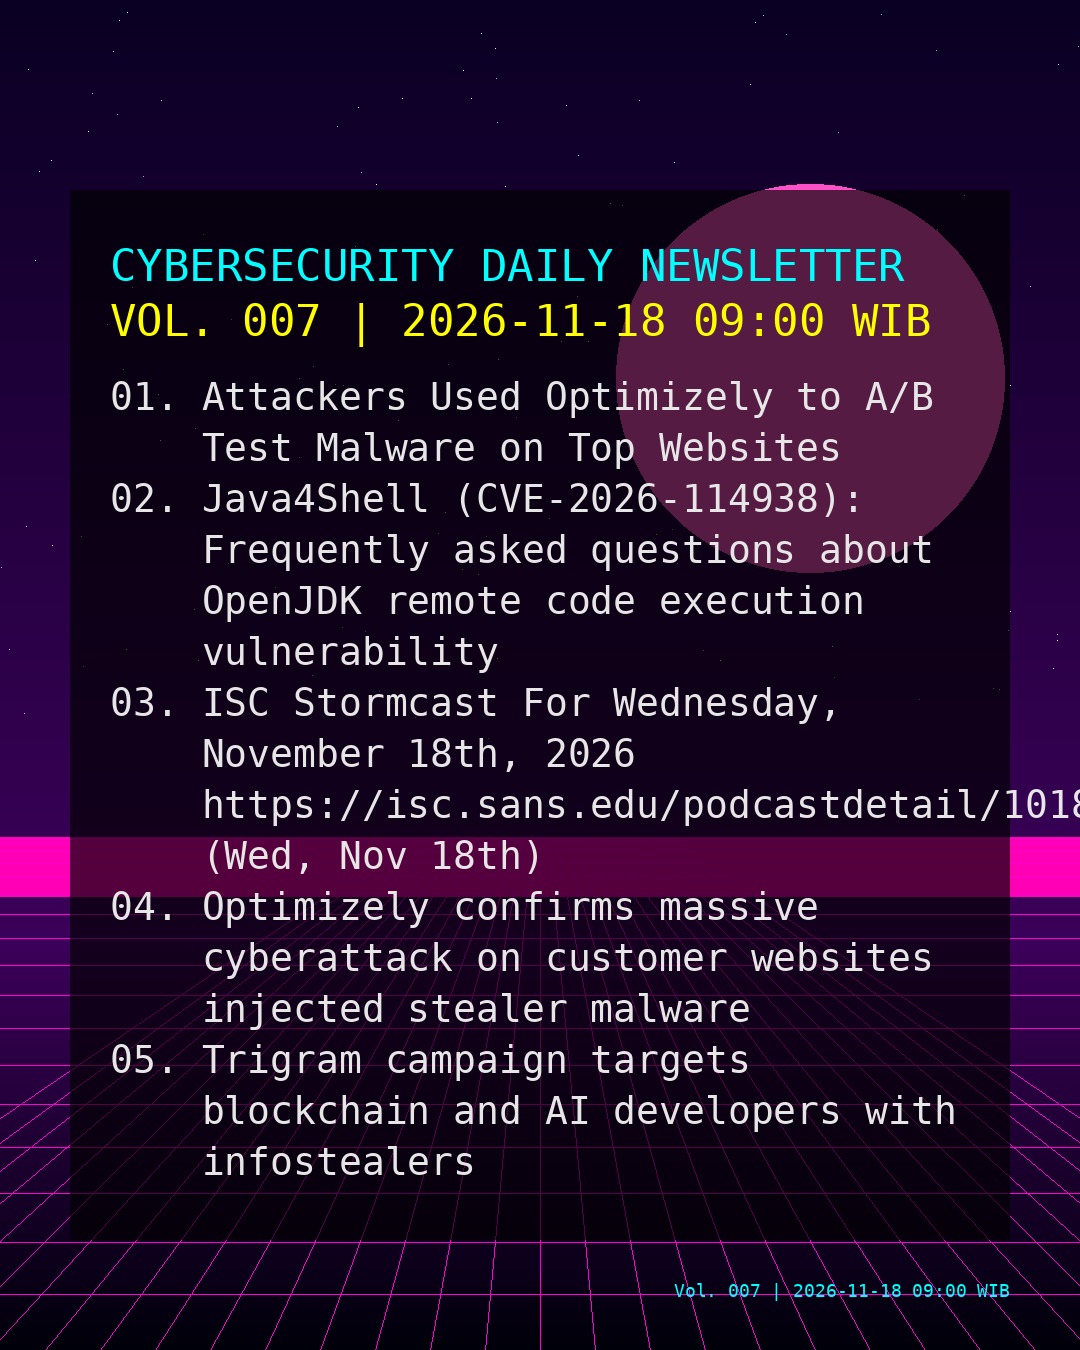 CYBERSECURITY DAILY NEWSLETTER
VOL. 007 | 2026-11-18 09:00 WIB
01. Attackers Used Optimizely to A/B
Test Malware on Top Websites
02. Java4Shell (CVE-2026-114938):
Frequently asked questions about
OpenJDK remote code execution
vulnerability
03. ISC Stormcast For Wednesday,
November 18th, 2026
https://isc.sans.edu/podcastdetail/1018
(Wed, Nov 18th)
04. Optimizely confirms massive
cyberattack on customer websites
injected stealer malware
05. Trigram campaign targets
blockchain and AI developers with
infostealers
Vol. 007 | 2026-11-18 09:00 WIB